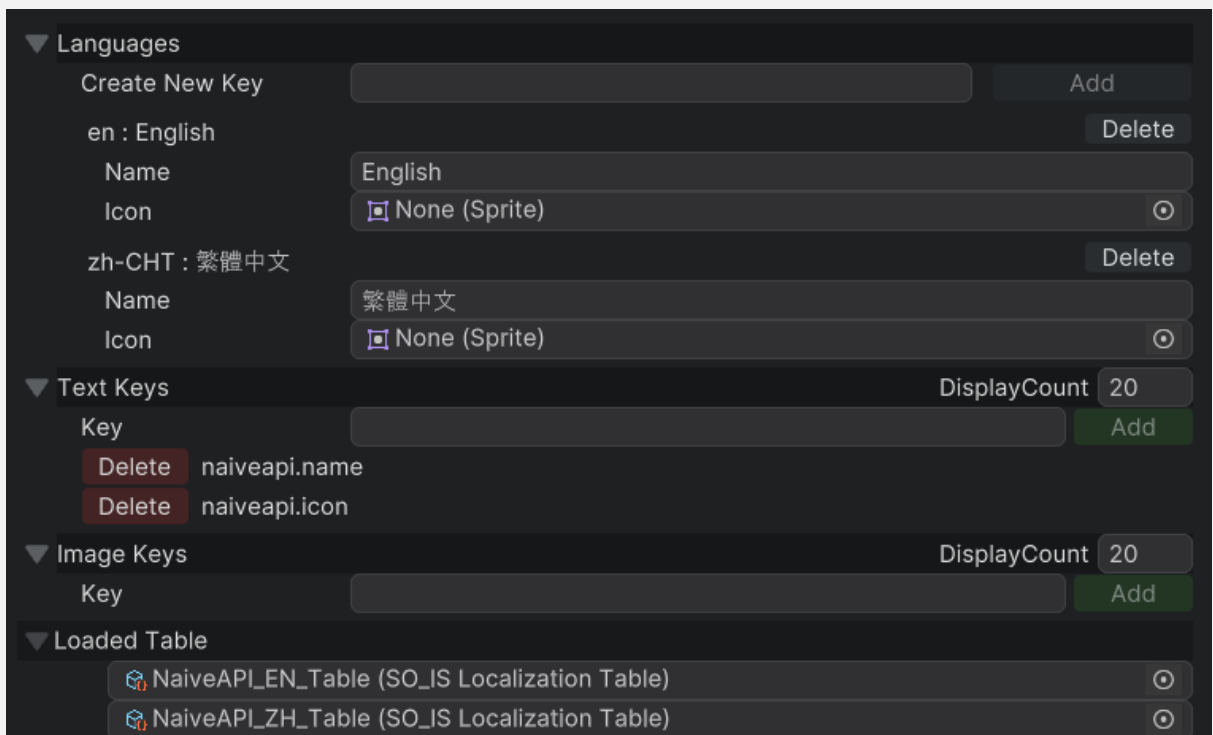 Languages
Create New Key Add
en : English Delete
Name English
Icon None (Sprite)
zh-CHT : 繁體中文 Delete
Name 繁體中文
Icon None (Sprite)
Text Keys DisplayCount 20
Key Add
Delete naiveapi.name
Delete naiveapi.icon
Image Keys DisplayCount 20
Key Add
Loaded Table
NaiveAPI_EN_Table (SO_IS Localization Table)
NaiveAPI_ZH_Table (SO_IS Localization Table)